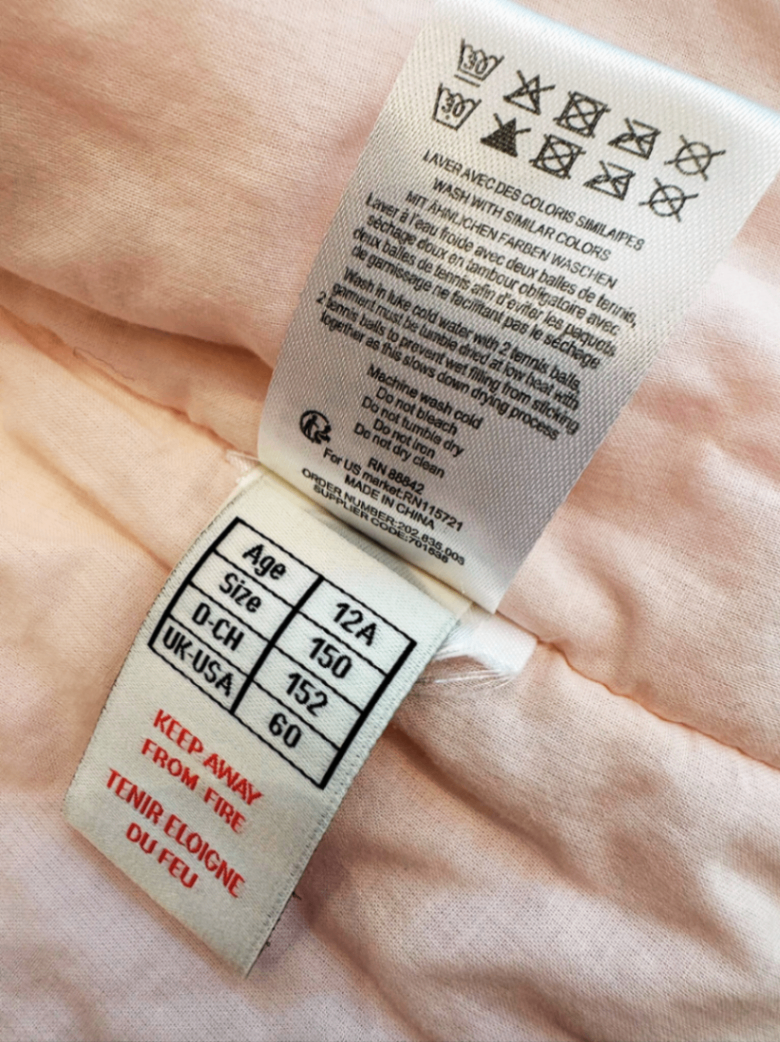 30
30
LAVER AVEC DES COLORIS SIMILAIPES
WASH WITH SIMILAR COLORS
MIT ÄHNLICHEN FARBEN WASCHEN
Laver à l'eau froide avec deux balles de tennis,
séchage doux en tambour obligatoire avec
deux balles de tennis afin d'eviter les paquets
de garnissage ne facilitant pas le séchage
Wash in luke cold water with 2 tennis balls,
garment must be tumble dried at low heat with
2 tennis balls to prevent wet filling from sticking
together as this slows down drying process
Machine wash cold
Do not bleach
Do not tumble dry
Do not iron
Do not dry clean
RN 88842
For US market:RN115721
MADE IN CHINA
ORDER NUMBER:202.835.003
SUPPLIER CODE:701536
Age 12A
Size 150
D-CH 152
UK-USA 60
KEEP AWAY
FROM FIRE
TENIR ELOIGNE
DU FEU